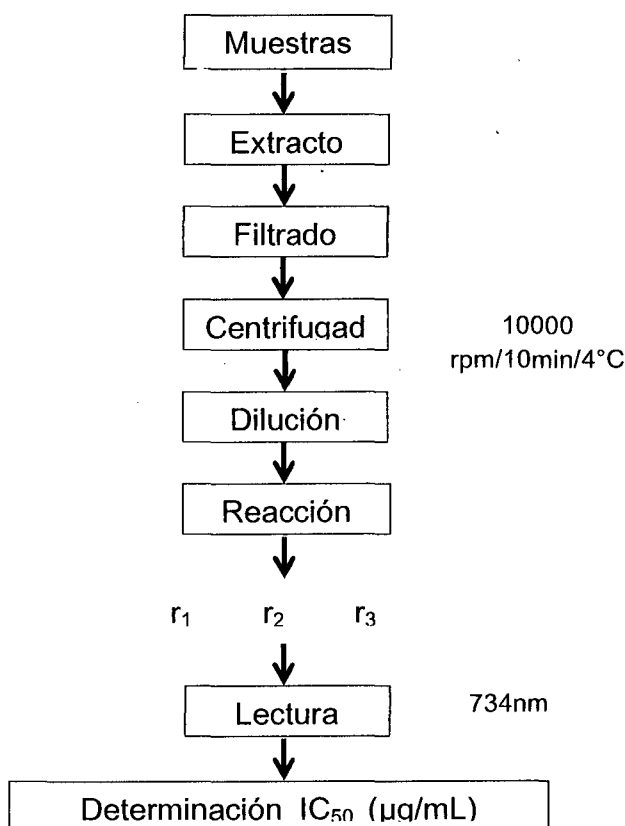 Muestras
Extracto
Filtrado
Centrifugad
10000
rpm/10min/4°C
Dilución
Reacción
r₁ r₂ r₃
Lectura
734nm
Determinación IC₅₀ (µg/mL)